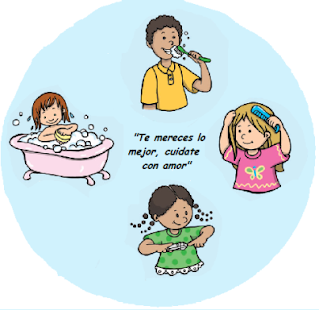 "Te mereces lo
mejor, cuídate
con amor"